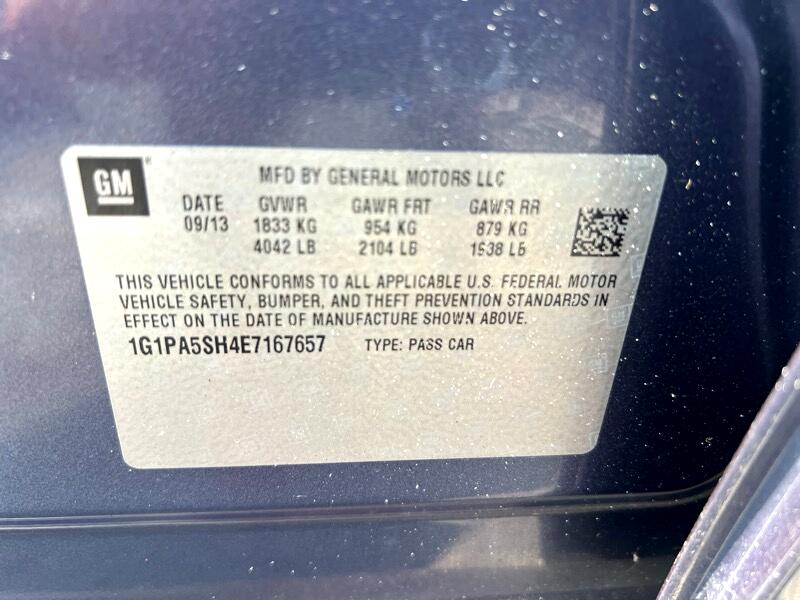 GM
MFD BY GENERAL MOTORS LLC
DATE GVWR GAWR FRT GAWR RR
09/13 1833 KG 954 KG 879 KG
4042 LB 2104 LB 1938 LB
THIS VEHICLE CONFORMS TO ALL APPLICABLE U.S. FEDERAL MOTOR
VEHICLE SAFETY, BUMPER, AND THEFT PREVENTION STANDARDS IN
EFFECT ON THE DATE OF MANUFACTURE SHOWN ABOVE.
1G1PA5SH4E7167657 TYPE: PASS CAR